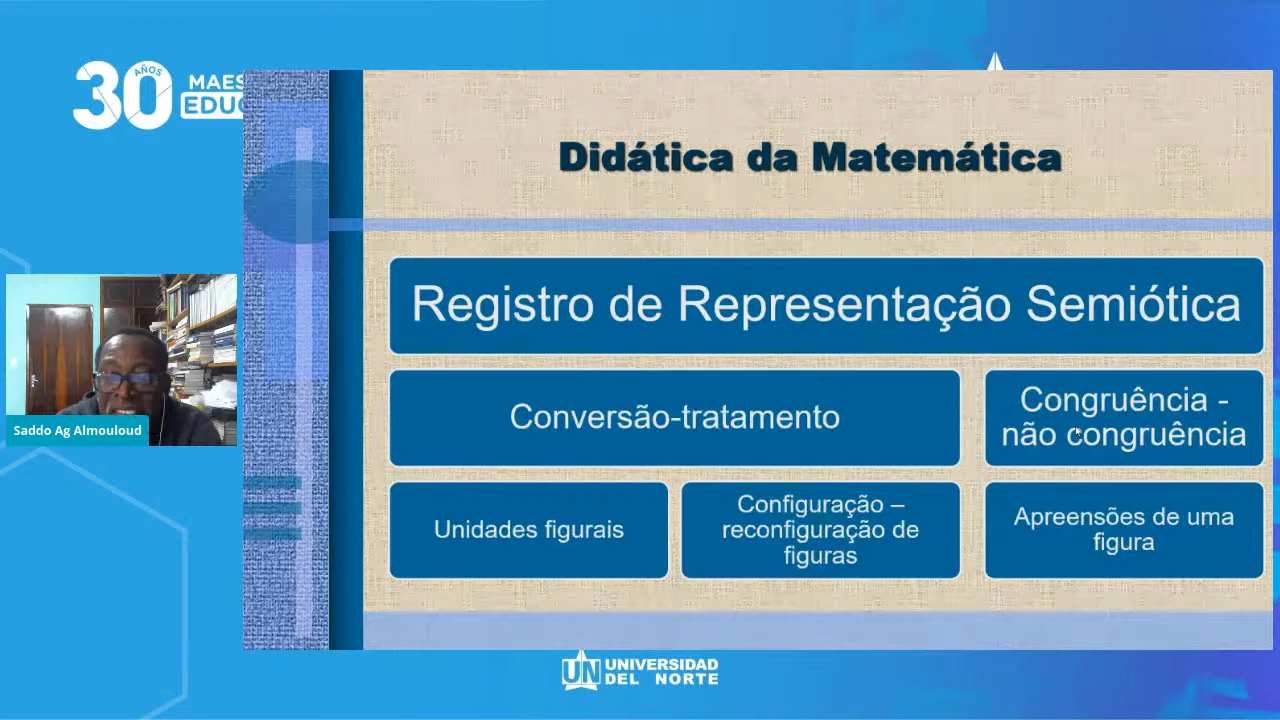 30
AÑOS
MAES
EDUC
Didática da Matemática
Registro de Representação Semiótica
Conversão-tratamento
Congruência -
não congruência
Unidades figurais
Configuração –
reconfiguração de
figuras
Apreensões de uma
figura
Saddo Ag Almouloud
UN
UNIVERSIDAD
DEL NORTE